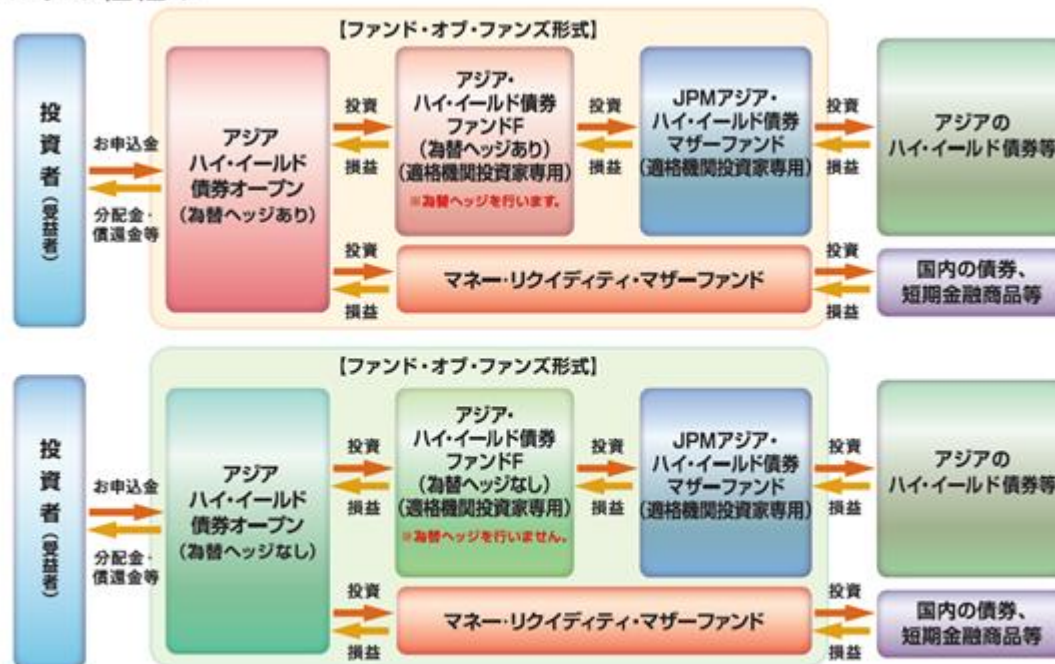 【ファンド・オブ・ファンズ形式】
投資者(受益者)
お申込金
分配金・
償還金等
アジア
ハイ・イールド
債券オープン
(為替ヘッジあり)
投資
損益
アジア・
ハイ・イールド債券
ファンドF
(為替ヘッジあり)
(適格機関投資家専用)
※為替ヘッジを行います。
投資
損益
JPMアジア・
ハイ・イールド債券
マザーファンド
(適格機関投資家専用)
投資
損益
アジアの
ハイ・イールド債券等
投資
損益
マネー・リクイディティ・マザーファンド
投資
損益
国内の債券、
短期金融商品等
【ファンド・オブ・ファンズ形式】
投資者(受益者)
お申込金
分配金・
償還金等
アジア
ハイ・イールド
債券オープン
(為替ヘッジなし)
投資
損益
アジア・
ハイ・イールド債券
ファンドF
(為替ヘッジなし)
(適格機関投資家専用)
※為替ヘッジを行いません。
投資
損益
JPMアジア・
ハイ・イールド債券
マザーファンド
(適格機関投資家専用)
投資
損益
アジアの
ハイ・イールド債券等
投資
損益
マネー・リクイディティ・マザーファンド
投資
損益
国内の債券、
短期金融商品等